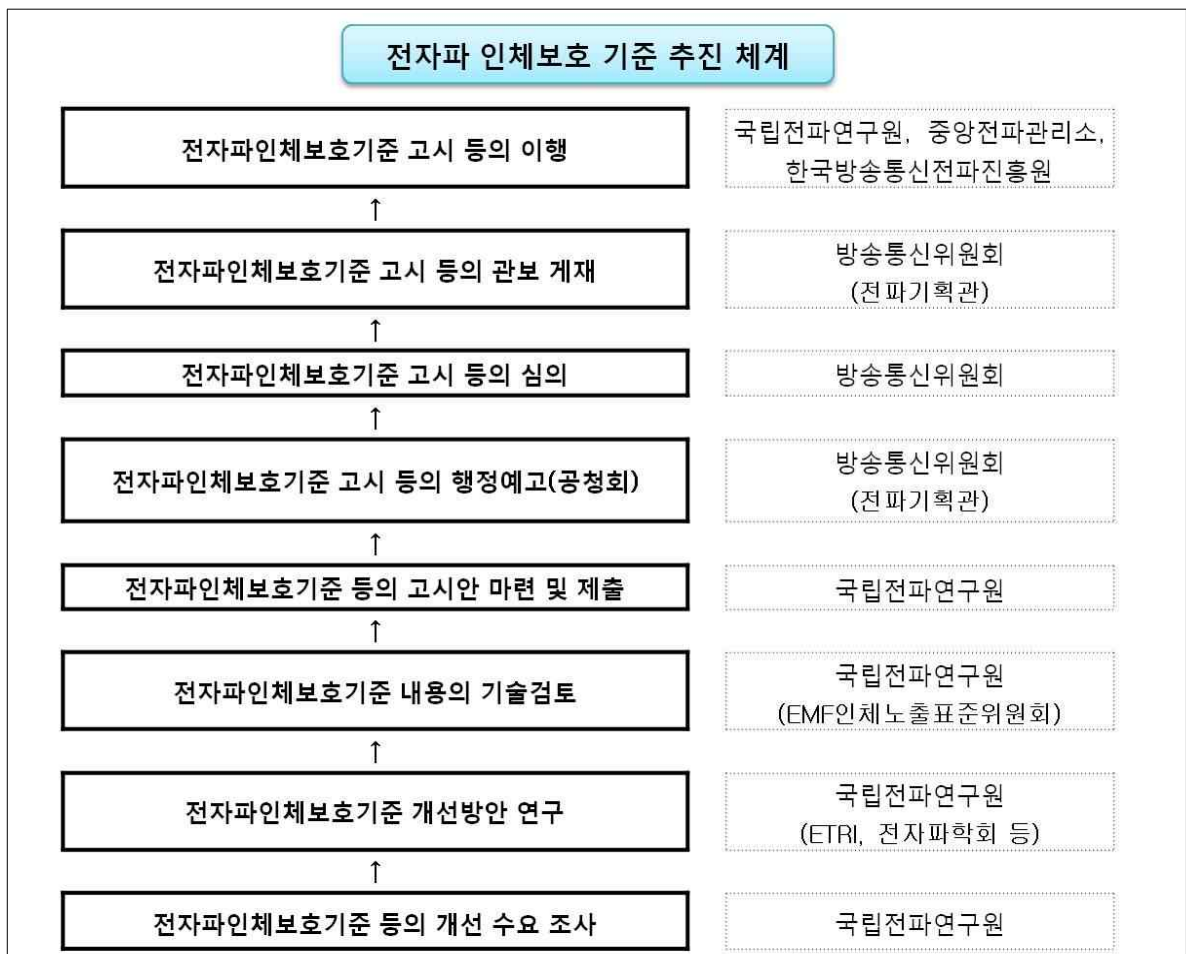 전자파 인체보호 기준 추진 체계
전자파인체보호기준 고시 등의 이행
국립전파연구원, 중앙전파관리소,
한국방송통신전파진흥원
↑
전자파인체보호기준 고시 등의 관보 게재
방송통신위원회
(전파기획관)
↑
전자파인체보호기준 고시 등의 심의
방송통신위원회
↑
전자파인체보호기준 고시 등의 행정예고(공청회)
방송통신위원회
(전파기획관)
↑
전자파인체보호기준 등의 고시안 마련 및 제출
국립전파연구원
↑
전자파인체보호기준 내용의 기술검토
국립전파연구원
(EMF인체노출표준위원회)
↑
전자파인체보호기준 개선방안 연구
국립전파연구원
(ETRI, 전자파학회 등)
↑
전자파인체보호기준 등의 개선 수요 조사
국립전파연구원